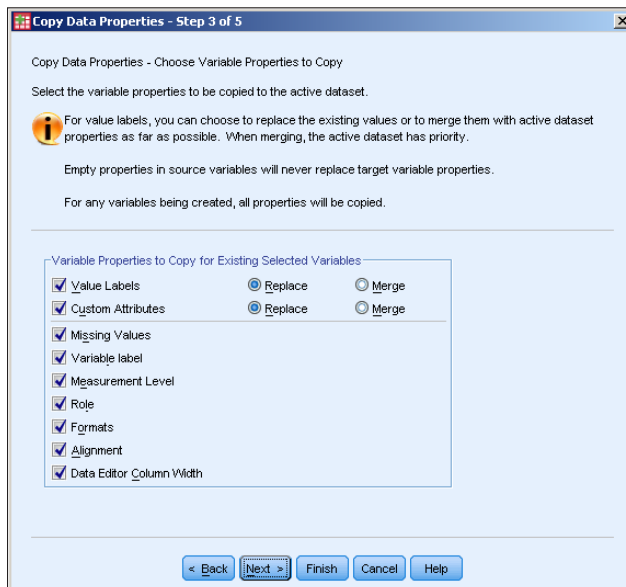 Copy Data Properties - Step 3 of 5
Copy Data Properties - Choose Variable Properties to Copy
Select the variable properties to be copied to the active dataset.
For value labels, you can choose to replace the existing values or to merge them with active dataset
properties as far as possible. When merging, the active dataset has priority.
Empty properties in source variables will never replace target variable properties.
For any variables being created, all properties will be copied.
Variable Properties to Copy for Existing Selected Variables
Value Labels Replace Merge
Custom Attributes Replace Merge
Missing Values
Variable label
Measurement Level
Role
Formats
Alignment
Data Editor Column Width
< Back Next > Finish Cancel Help